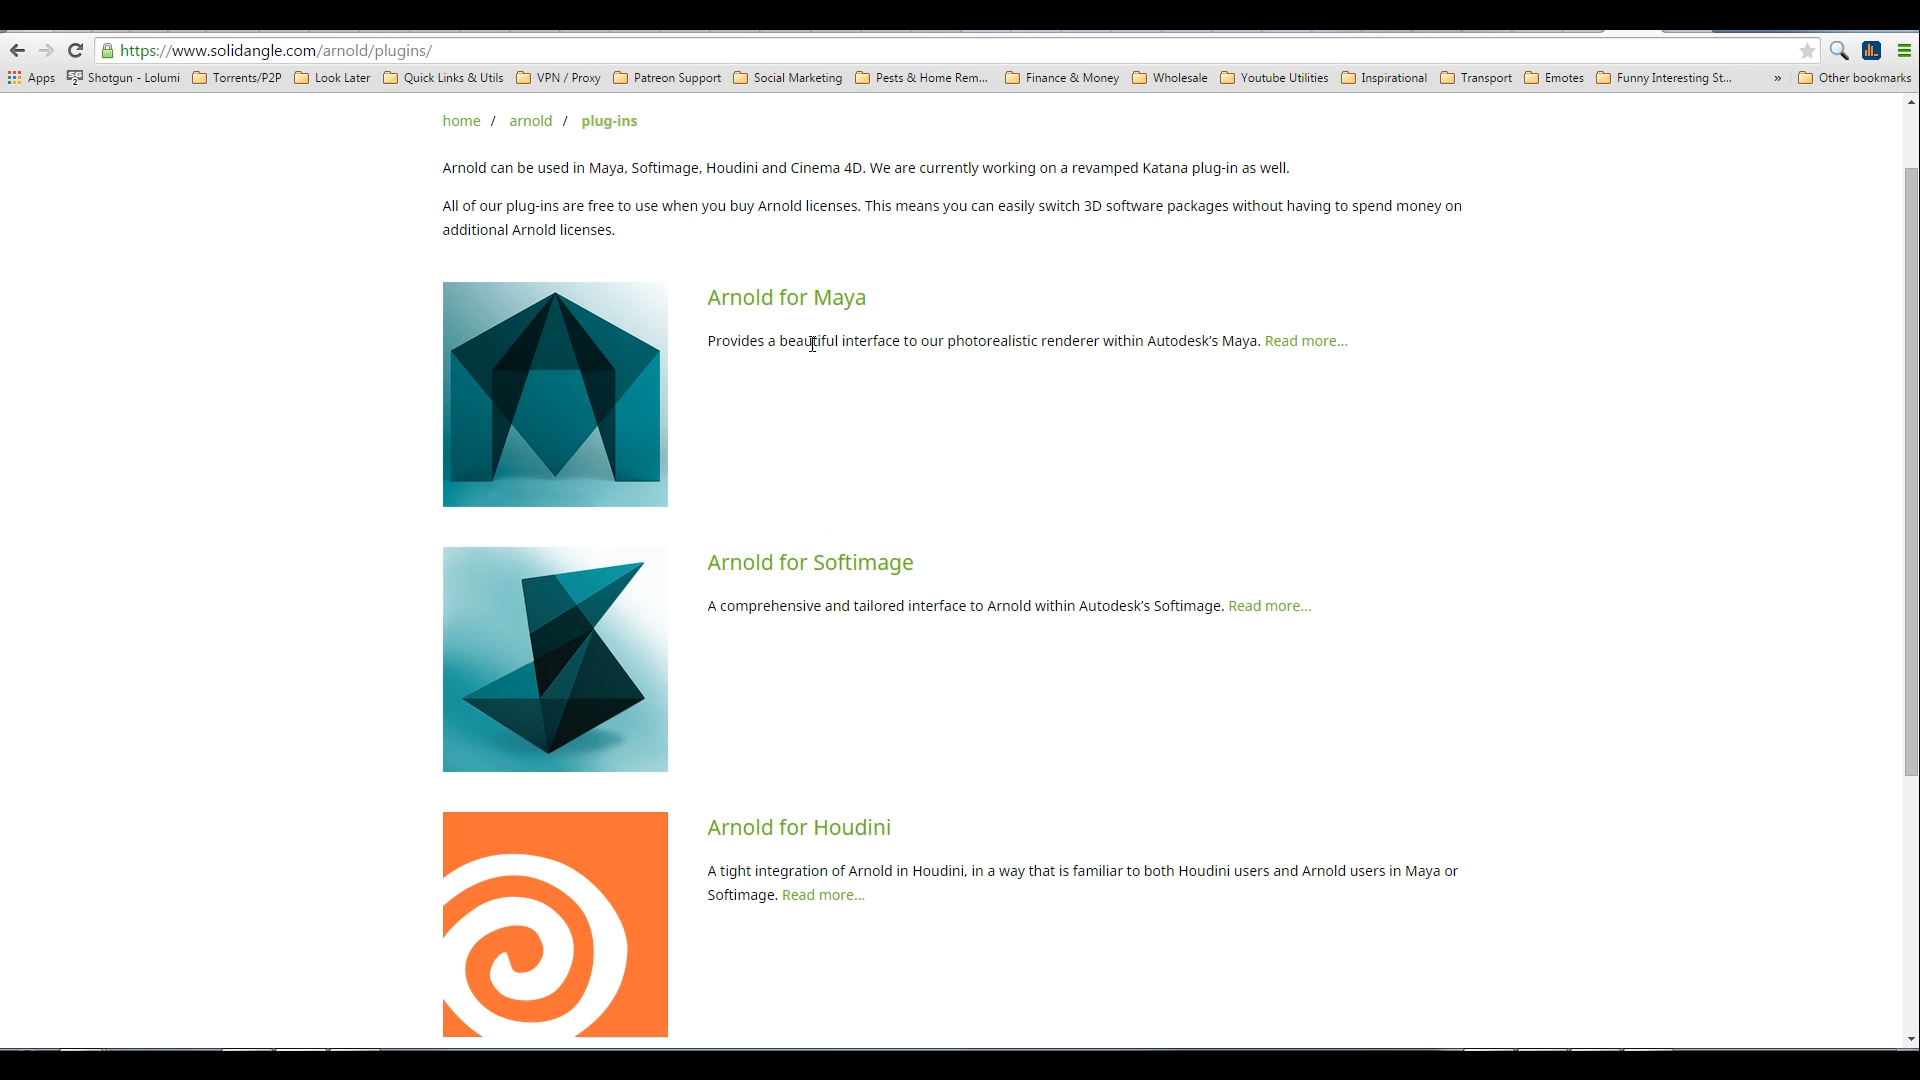 https://www.solidangle.com/arnold/plugins/
Apps Shotgun - Lolumi Torrents/P2P Look Later Quick Links & Utils VPN / Proxy Patreon Support Social Marketing Pests & Home Rem... Finance & Money Wholesale Youtube Utilities Inspirational Transport Emotes Funny Interesting St... » Other bookmarks
home / arnold / plug-ins
Arnold can be used in Maya, Softimage, Houdini and Cinema 4D. We are currently working on a revamped Katana plug-in as well.
All of our plug-ins are free to use when you buy Arnold licenses. This means you can easily switch 3D software packages without having to spend money on
additional Arnold licenses.
Arnold for Maya
Provides a beautiful interface to our photorealistic renderer within Autodesk's Maya. Read more...
Arnold for Softimage
A comprehensive and tailored interface to Arnold within Autodesk's Softimage. Read more...
Arnold for Houdini
A tight integration of Arnold in Houdini, in a way that is familiar to both Houdini users and Arnold users in Maya or
Softimage. Read more...